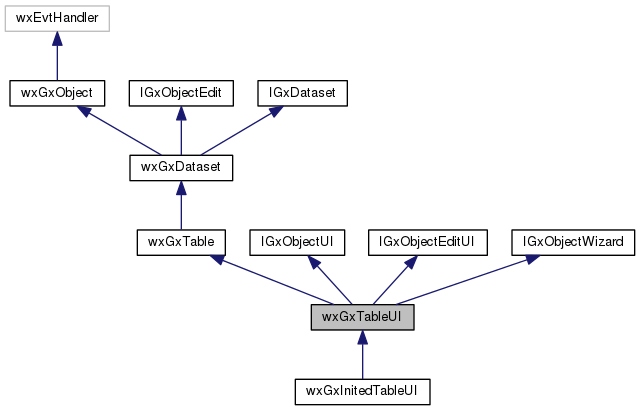 wxEvtHandler
wxGxObject
IGxObjectEdit
IGxDataset
wxGxDataset
wxGxTable
IGxObjectUI
IGxObjectEditUI
IGxObjectWizard
wxGxTableUI
wxGxInitedTableUI